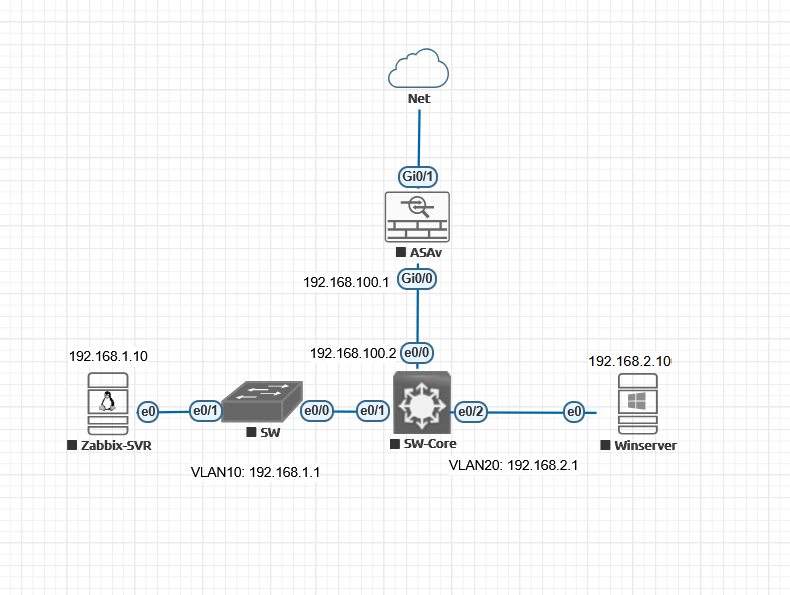 Net
Gi0/1
ASAv
192.168.100.1
Gi0/0
192.168.100.2
e0/0
192.168.1.10
192.168.2.10
e0
e0/1
e0/0
e0/1
e0/2
e0
Zabbix-SVR
SW
SW-Core
Winserver
VLAN10: 192.168.1.1
VLAN20: 192.168.2.1